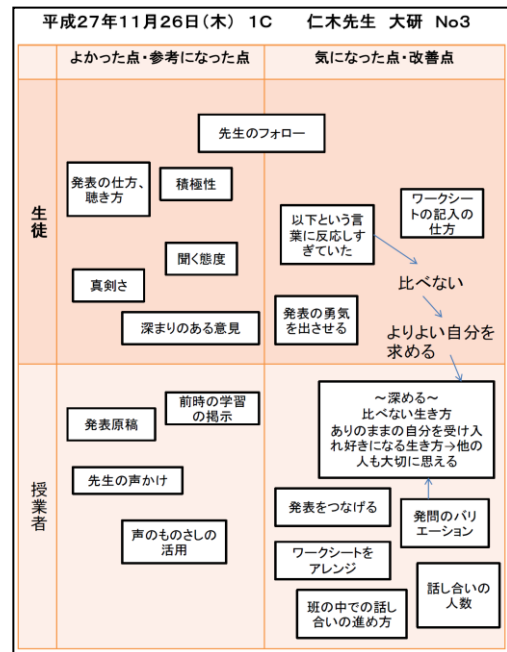 平成27年11月26日(木) 1C 仁木先生 大研 No3
よかった点・参考になった点
気になった点・改善点
生徒
先生のフォロー
発表の仕方、
聴き方
積極性
聞く態度
真剣さ
深まりのある意見
ワークシー
トの記入の
仕方
以下という言
葉に反応しす
ぎていた
比べない
発表の勇気
を出させる
よりよい自分を
求める
授業者
前時の学習
の掲示
発表原稿
先生の声かけ
声のものさしの
活用
~深める~
比べない生き方
ありのままの自分を受け入
れ好きになる生き方→他の
人も大切に思える
発表をつなげる
発問のバリ
エーション
ワークシートを
アレンジ
話し合いの
人数
班の中での話し
合いの進め方